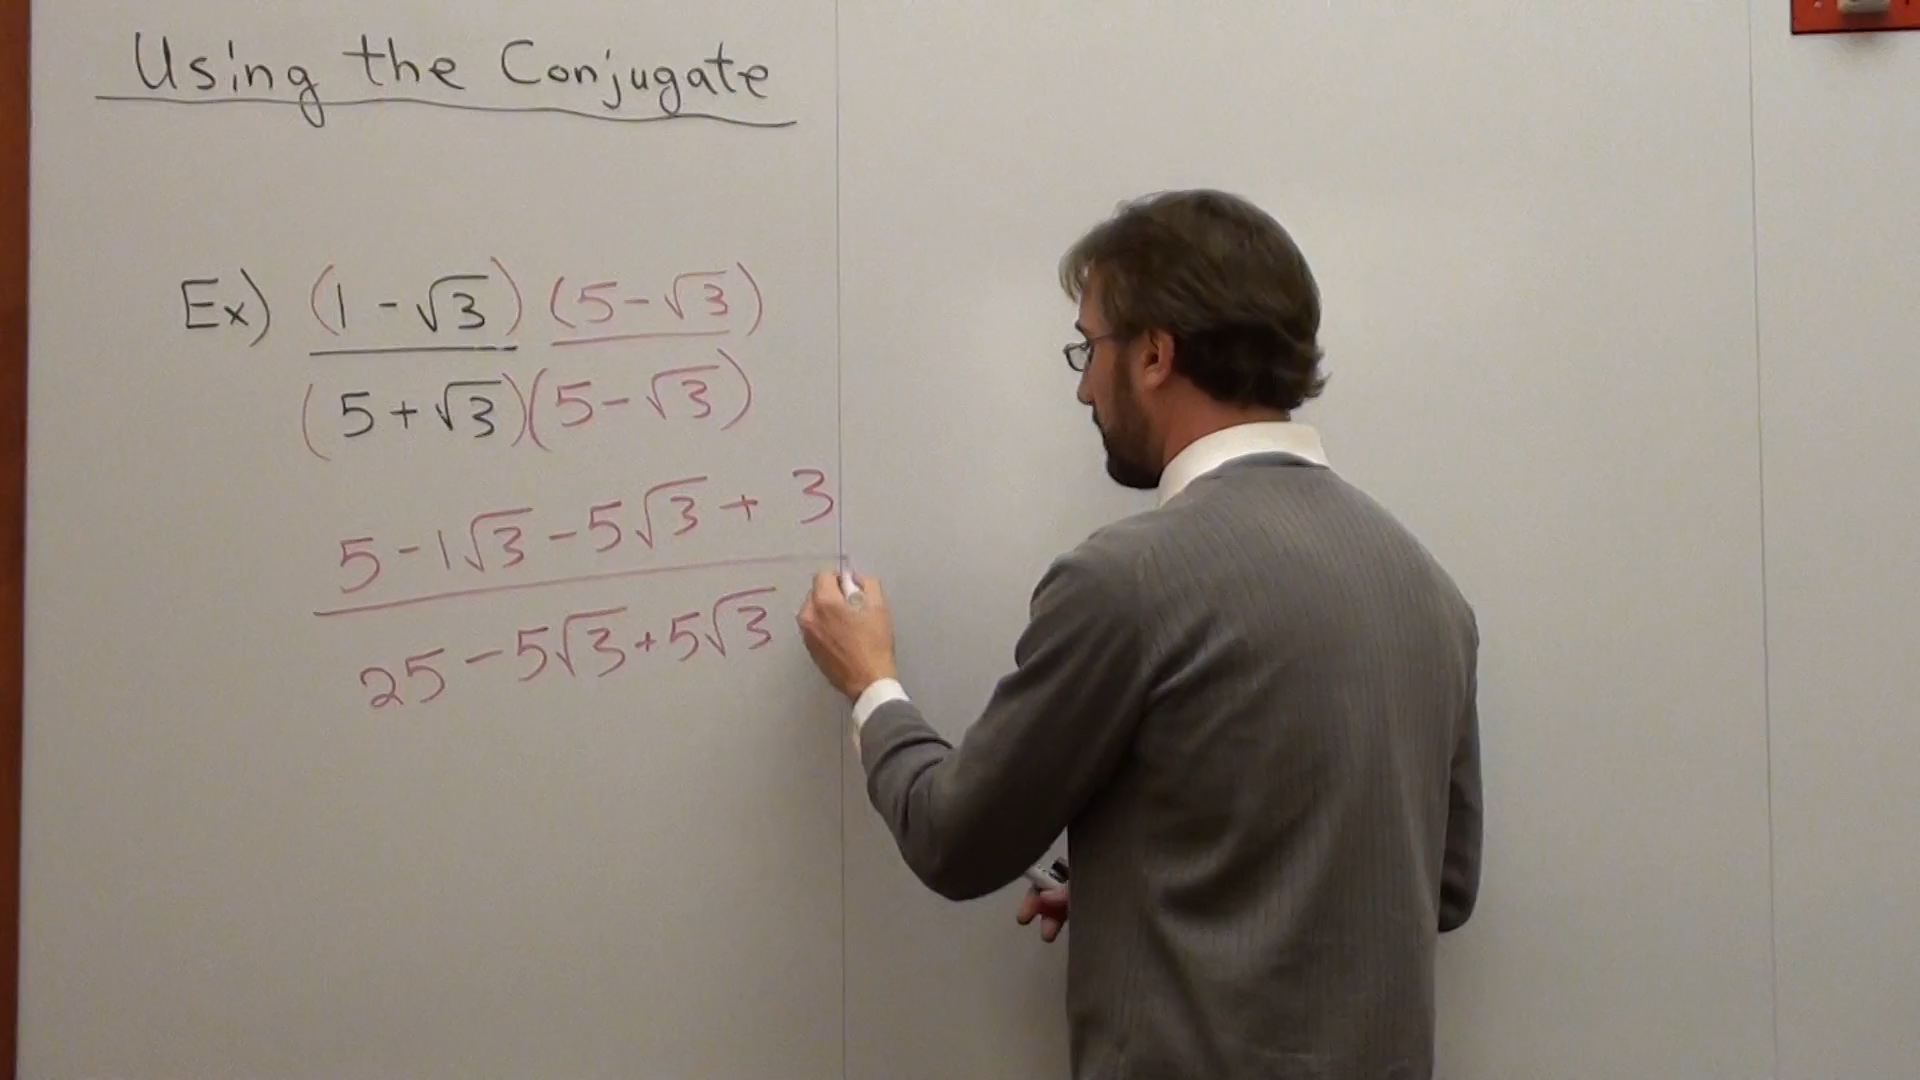 Using the Conjugate
Ex) (1 - √3) (5 - √3)
(5 + √3)(5 - √3)
5 - 1√3 - 5√3 + 3
25 - 5√3 + 5√3